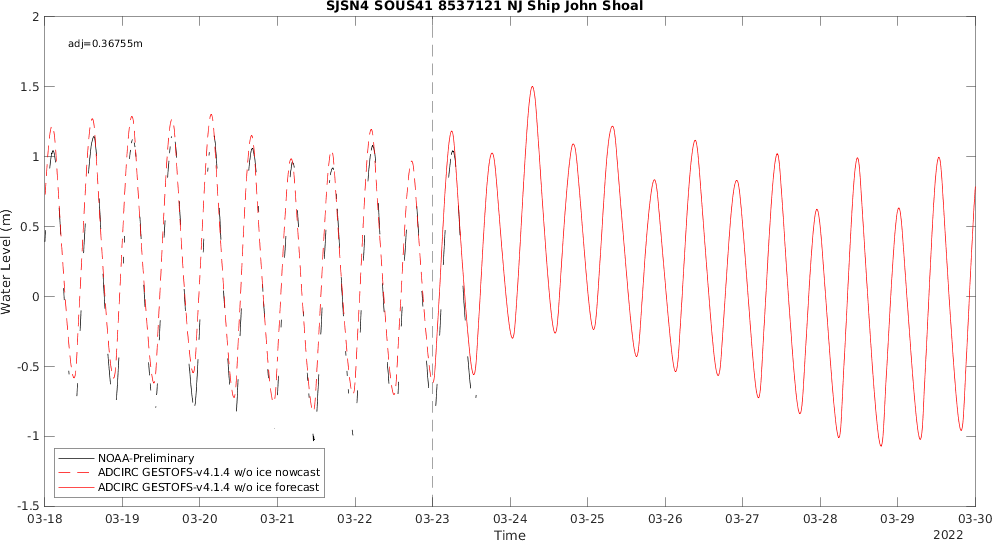 SJSN4 SOUS41 8537121 NJ Ship John Shoal
adj=0.36755m
2
1.5
1
0.5
0
-0.5
-1
-1.5
Water Level (m)
NOAA-Preliminary
ADCIRC GESTOFS-v4.1.4 w/o ice nowcast
ADCIRC GESTOFS-v4.1.4 w/o ice forecast
03-18 03-19 03-20 03-21 03-22 03-23 03-24 03-25 03-26 03-27 03-28 03-29 03-30
Time
2022